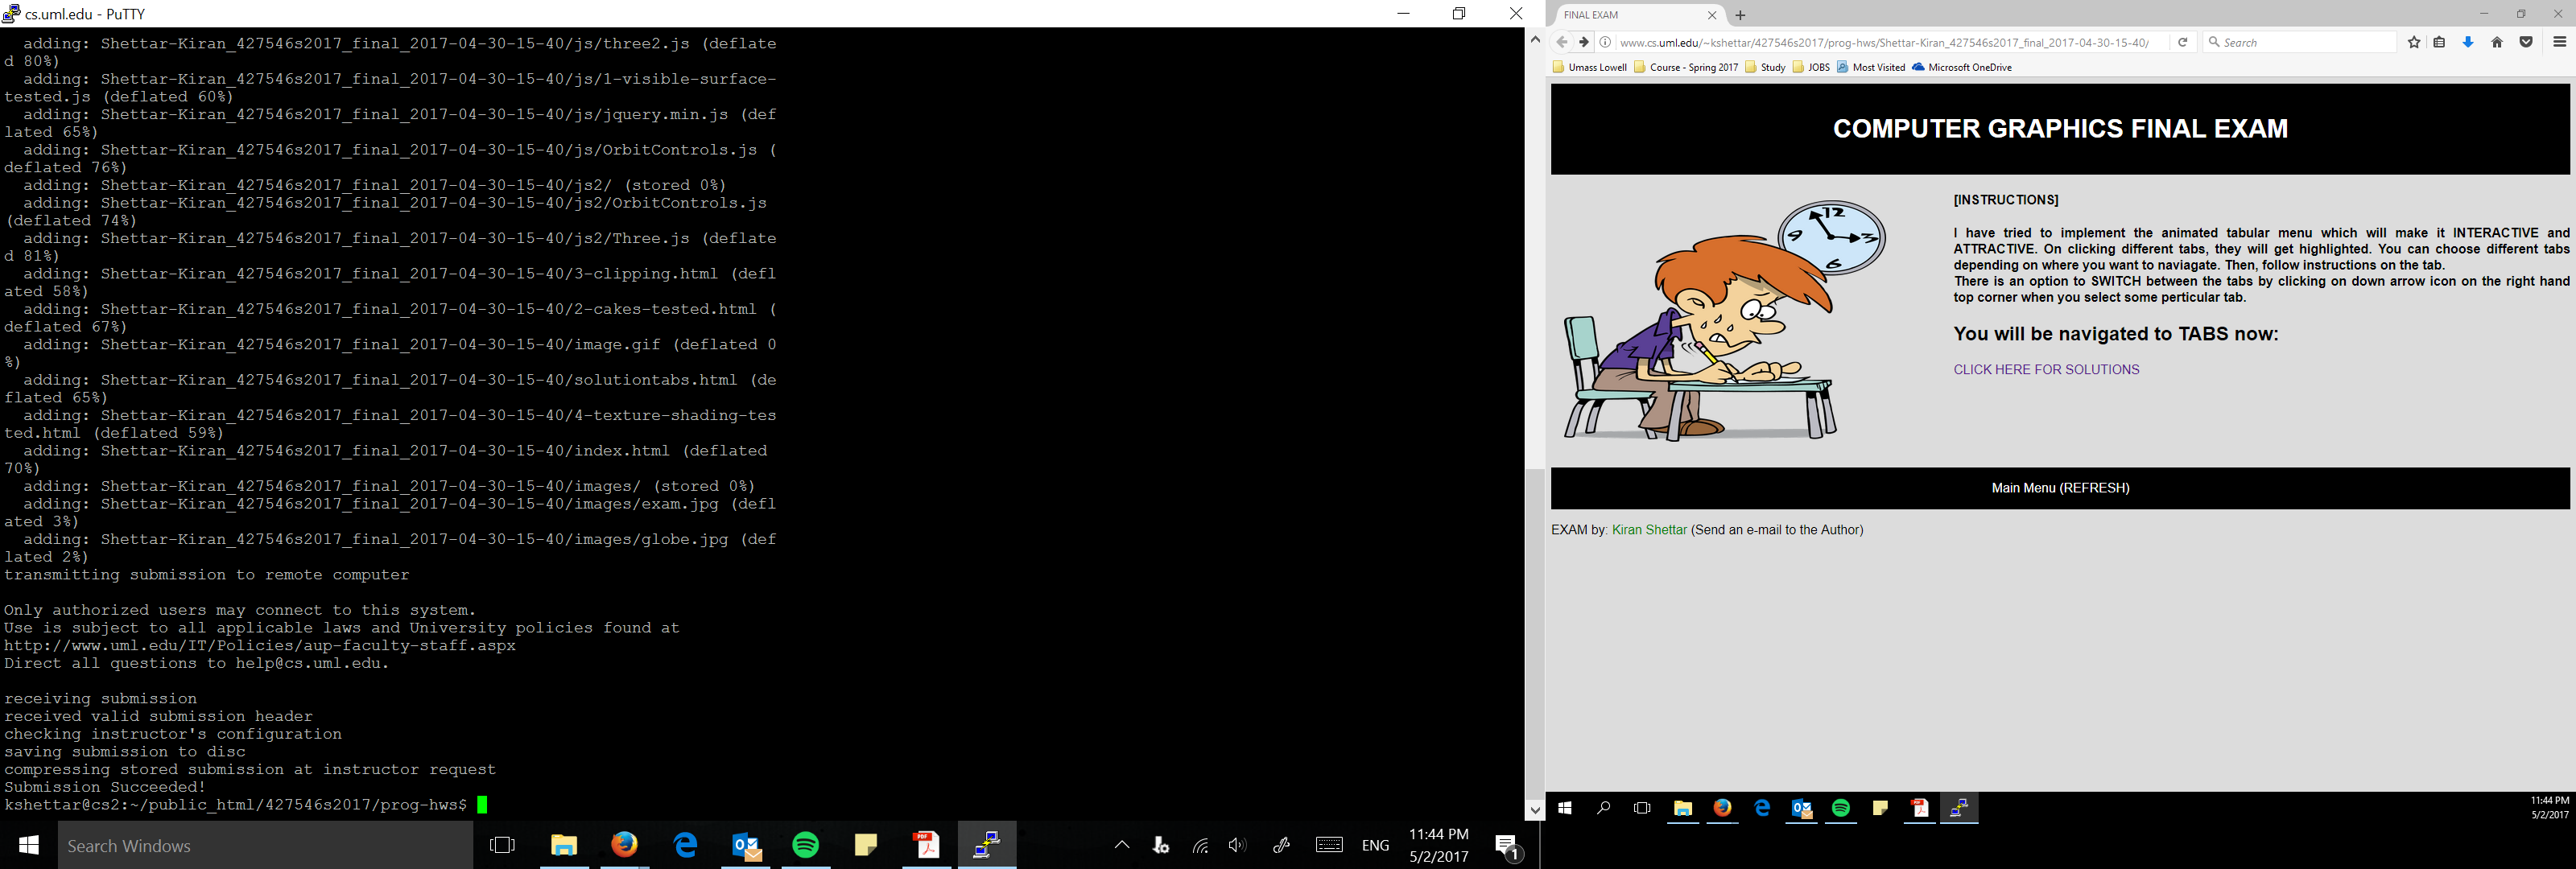 cs.uml.edu - PuTTY
adding: Shettar-Kiran_427546s2017_final_2017-04-30-15-40/js/three2.js (deflate
d 80%)
adding: Shettar-Kiran_427546s2017_final_2017-04-30-15-40/js/1-visible-surface-
tested.js (deflated 60%)
adding: Shettar-Kiran_427546s2017_final_2017-04-30-15-40/js/jquery.min.js (def
lated 65%)
adding: Shettar-Kiran_427546s2017_final_2017-04-30-15-40/js/OrbitControls.js (
deflated 76%)
adding: Shettar-Kiran_427546s2017_final_2017-04-30-15-40/js2/ (stored 0%)
adding: Shettar-Kiran_427546s2017_final_2017-04-30-15-40/js2/OrbitControls.js
(deflated 74%)
adding: Shettar-Kiran_427546s2017_final_2017-04-30-15-40/js2/Three.js (deflate
d 81%)
adding: Shettar-Kiran_427546s2017_final_2017-04-30-15-40/3-clipping.html (defl
ated 58%)
adding: Shettar-Kiran_427546s2017_final_2017-04-30-15-40/2-cakes-tested.html (
deflated 67%)
adding: Shettar-Kiran_427546s2017_final_2017-04-30-15-40/image.gif (deflated 0
%)
adding: Shettar-Kiran_427546s2017_final_2017-04-30-15-40/solutiontabs.html (de
flated 65%)
adding: Shettar-Kiran_427546s2017_final_2017-04-30-15-40/4-texture-shading-tes
ted.html (deflated 59%)
adding: Shettar-Kiran_427546s2017_final_2017-04-30-15-40/index.html (deflated
70%)
adding: Shettar-Kiran_427546s2017_final_2017-04-30-15-40/images/ (stored 0%)
adding: Shettar-Kiran_427546s2017_final_2017-04-30-15-40/images/exam.jpg (defl
ated 3%)
adding: Shettar-Kiran_427546s2017_final_2017-04-30-15-40/images/globe.jpg (def
lated 2%)
transmitting submission to remote computer
Only authorized users may connect to this system.
Use is subject to all applicable laws and University policies found at
http://www.uml.edu/IT/Policies/aup-faculty-staff.aspx
Direct all questions to help@cs.uml.edu.
receiving submission
received valid submission header
checking instructor's configuration
saving submission to disc
compressing stored submission at instructor request
Submission Succeeded!
kshettar@cs2:~/public_html/427546s2017/prog-hws$
Search Windows
ENG
11:44 PM
5/2/2017
1
FINAL EXAM
www.cs.uml.edu/~kshettar/427546s2017/prog-hws/Shettar-Kiran_427546s2017_final_2017-04-30-15-40/
Search
Umass Lowell Course - Spring 2017 Study JOBS Most Visited Microsoft OneDrive
COMPUTER GRAPHICS FINAL EXAM
12
9 3
6
[INSTRUCTIONS]
I have tried to implement the animated tabular menu which will make it INTERACTIVE and
ATTRACTIVE. On clicking different tabs, they will get highlighted. You can choose different tabs
depending on where you want to naviagate. Then, follow instructions on the tab.
There is an option to SWITCH between the tabs by clicking on down arrow icon on the right hand
top corner when you select some perticular tab.
You will be navigated to TABS now:
CLICK HERE FOR SOLUTIONS
Main Menu (REFRESH)
EXAM by: Kiran Shettar (Send an e-mail to the Author)
11:44 PM
5/2/2017